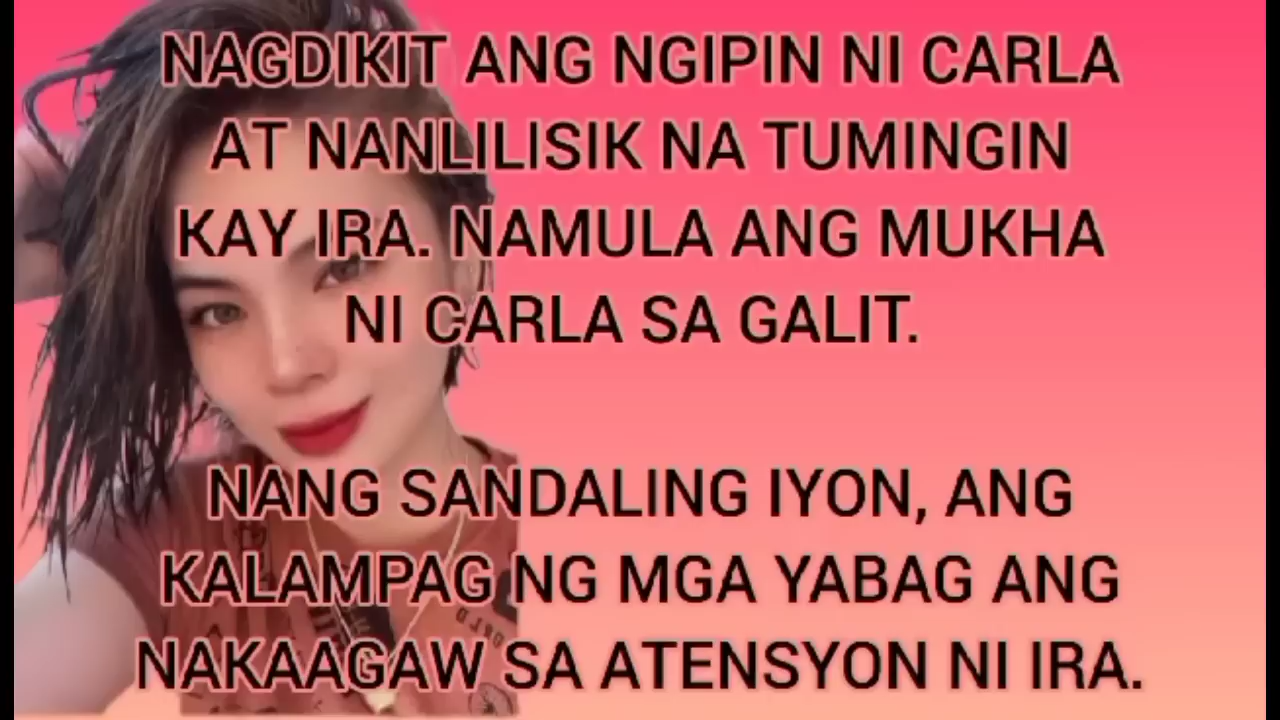 NAGDIKIT ANG NGIPIN NI CARLA
AT NANLILISIK NA TUMINGIN
KAY IRA. NAMULA ANG MUKHA
NI CARLA SA GALIT.
NANG SANDALING IYON, ANG
KALAMPAG NG MGA YABAG ANG
NAKAAGAW SA ATENSYON NI IRA.